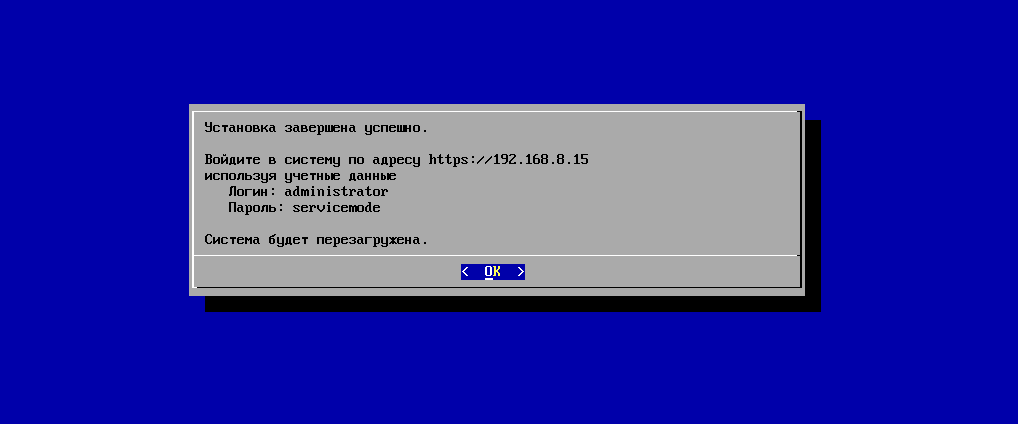 Установка завершена успешно.
Войдите в систему по адресу https://192.168.8.15
используя учетные данные
Логин: administrator
Пароль: servicemode
Система будет перезагружена.
< OK >